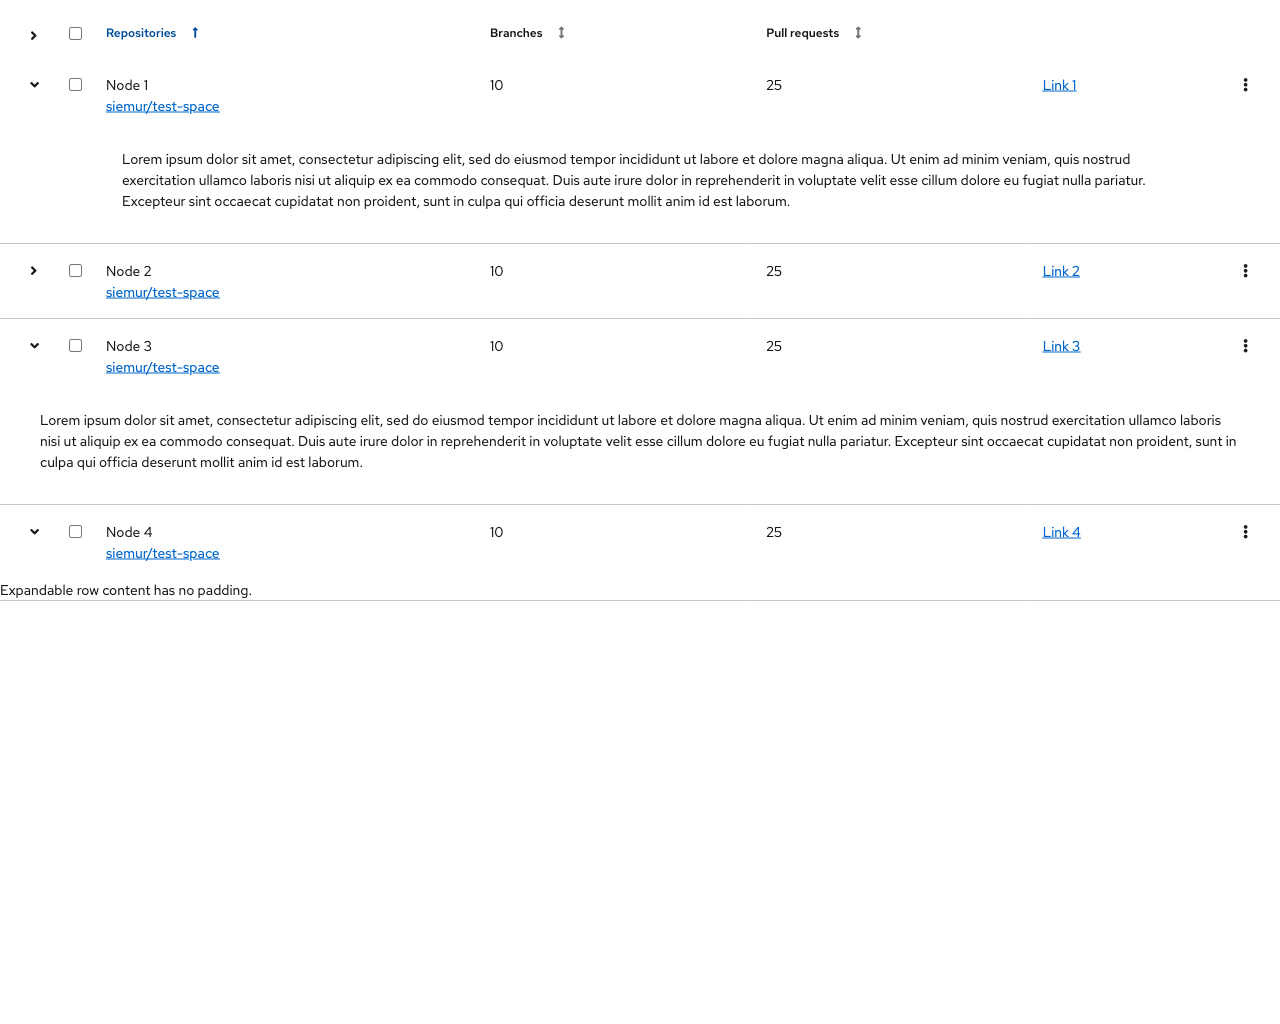 Repositories Branches Pull requests
Node 1 10 25 Link 1
siemur/test-space
Lorem ipsum dolor sit amet, consectetur adipiscing elit, sed do eiusmod tempor incididunt ut labore et dolore magna aliqua. Ut enim ad minim veniam, quis nostrud
exercitation ullamco laboris nisi ut aliquip ex ea commodo consequat. Duis aute irure dolor in reprehenderit in voluptate velit esse cillum dolore eu fugiat nulla pariatur.
Excepteur sint occaecat cupidatat non proident, sunt in culpa qui officia deserunt mollit anim id est laborum.
Node 2 10 25 Link 2
siemur/test-space
Node 3 10 25 Link 3
siemur/test-space
Lorem ipsum dolor sit amet, consectetur adipiscing elit, sed do eiusmod tempor incididunt ut labore et dolore magna aliqua. Ut enim ad minim veniam, quis nostrud exercitation ullamco laboris
nisi ut aliquip ex ea commodo consequat. Duis aute irure dolor in reprehenderit in voluptate velit esse cillum dolore eu fugiat nulla pariatur. Excepteur sint occaecat cupidatat non proident, sunt in
culpa qui officia deserunt mollit anim id est laborum.
Node 4 10 25 Link 4
siemur/test-space
Expandable row content has no padding.